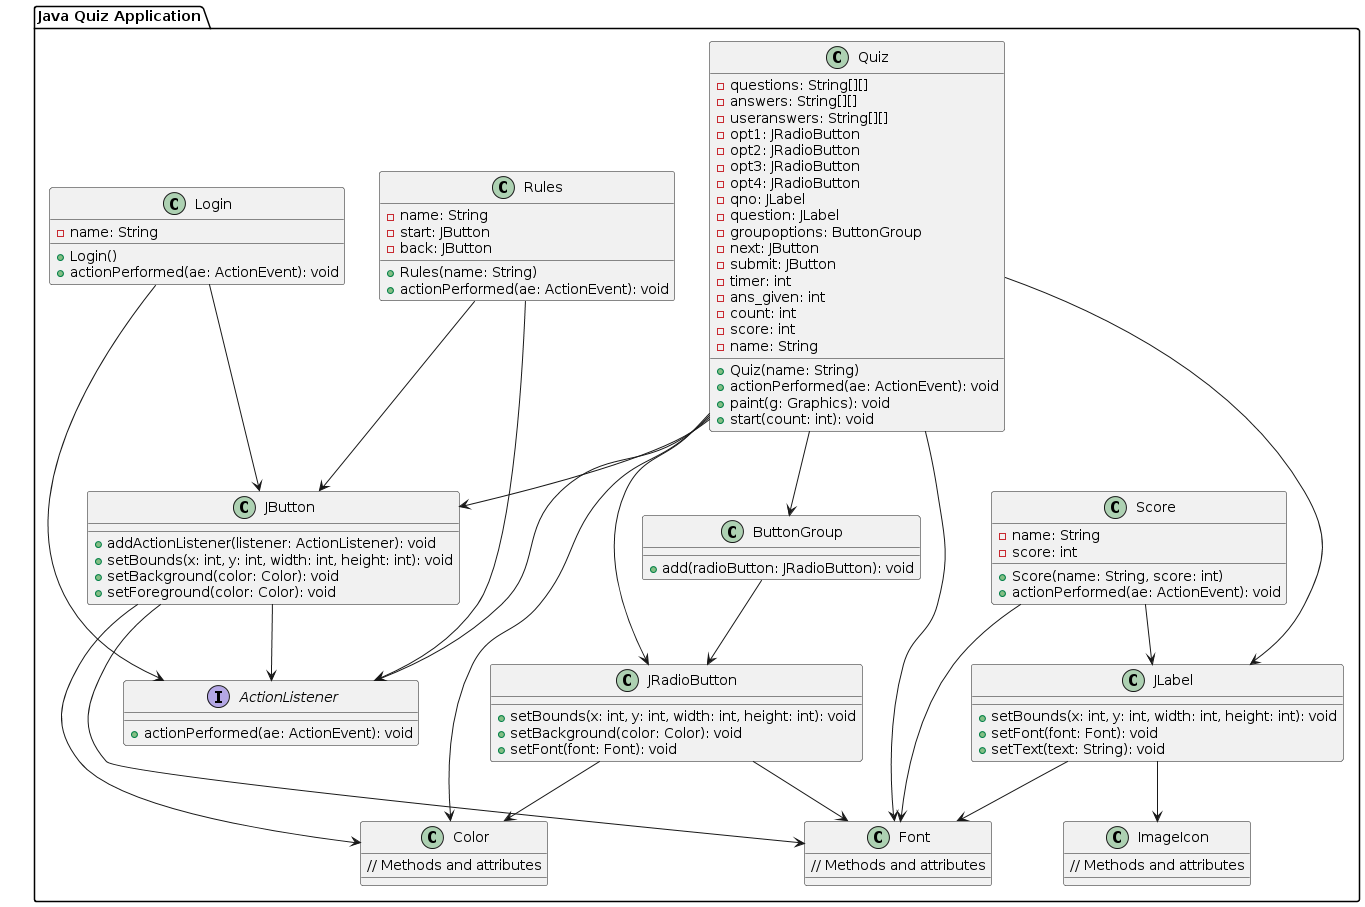 Java Quiz Application
C Quiz
questions: String[][]
answers: String[][]
useranswers: String[][]
opt1: JRadioButton
opt2: JRadioButton
opt3: JRadioButton
opt4: JRadioButton
qno: JLabel
question: JLabel
groupoptions: ButtonGroup
next: JButton
submit: JButton
timer: int
ans_given: int
count: int
score: int
name: String
Quiz(name: String)
actionPerformed(ae: ActionEvent): void
paint(g: Graphics): void
start(count: int): void
C Login
name: String
Login()
actionPerformed(ae: ActionEvent): void
C Rules
name: String
start: JButton
back: JButton
Rules(name: String)
actionPerformed(ae: ActionEvent): void
C JButton
addActionListener(listener: ActionListener): void
setBounds(x: int, y: int, width: int, height: int): void
setBackground(color: Color): void
setForeground(color: Color): void
C ButtonGroup
add(radioButton: JRadioButton): void
C Score
name: String
score: int
Score(name: String, score: int)
actionPerformed(ae: ActionEvent): void
I ActionListener
actionPerformed(ae: ActionEvent): void
C JRadioButton
setBounds(x: int, y: int, width: int, height: int): void
setBackground(color: Color): void
setFont(font: Font): void
C JLabel
setBounds(x: int, y: int, width: int, height: int): void
setFont(font: Font): void
setText(text: String): void
C Color
// Methods and attributes
C Font
// Methods and attributes
C ImageIcon
// Methods and attributes